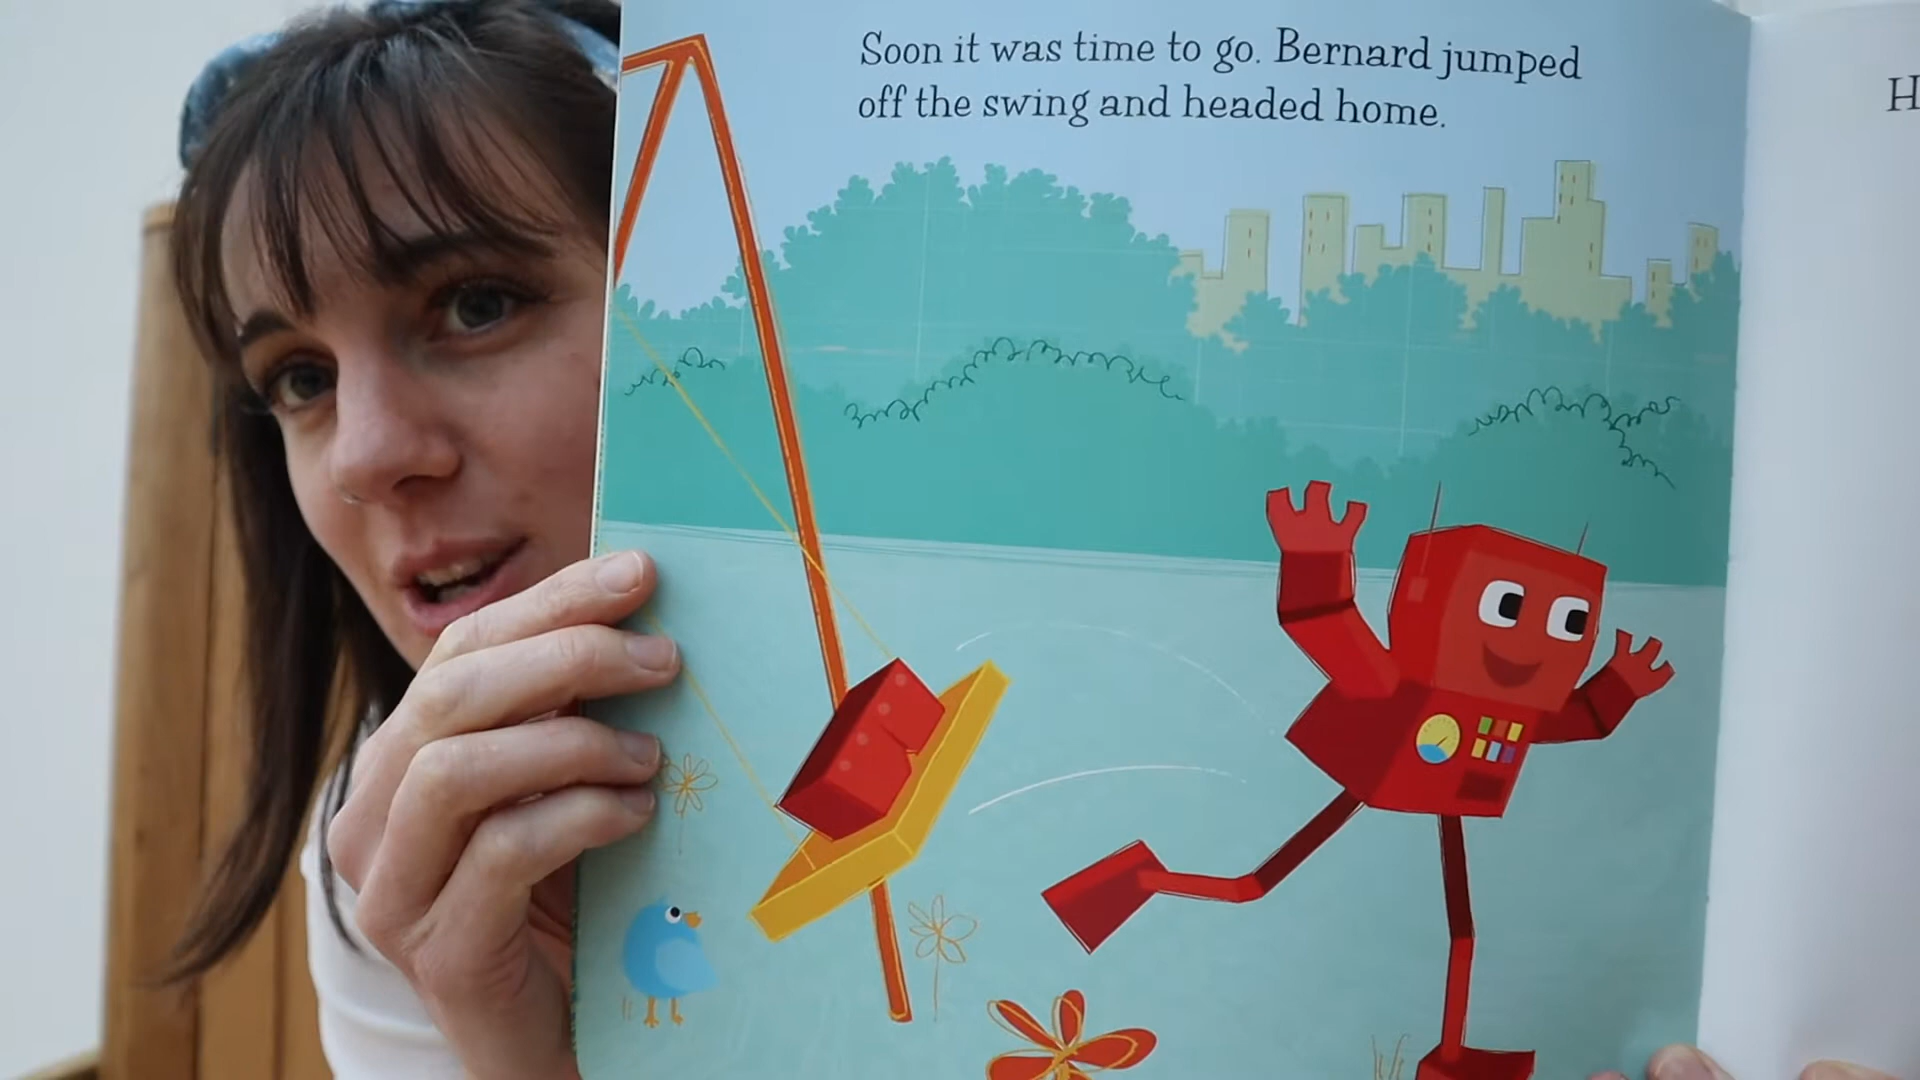 Soon it was time to go. Bernard jumped
off the swing and headed home.
H